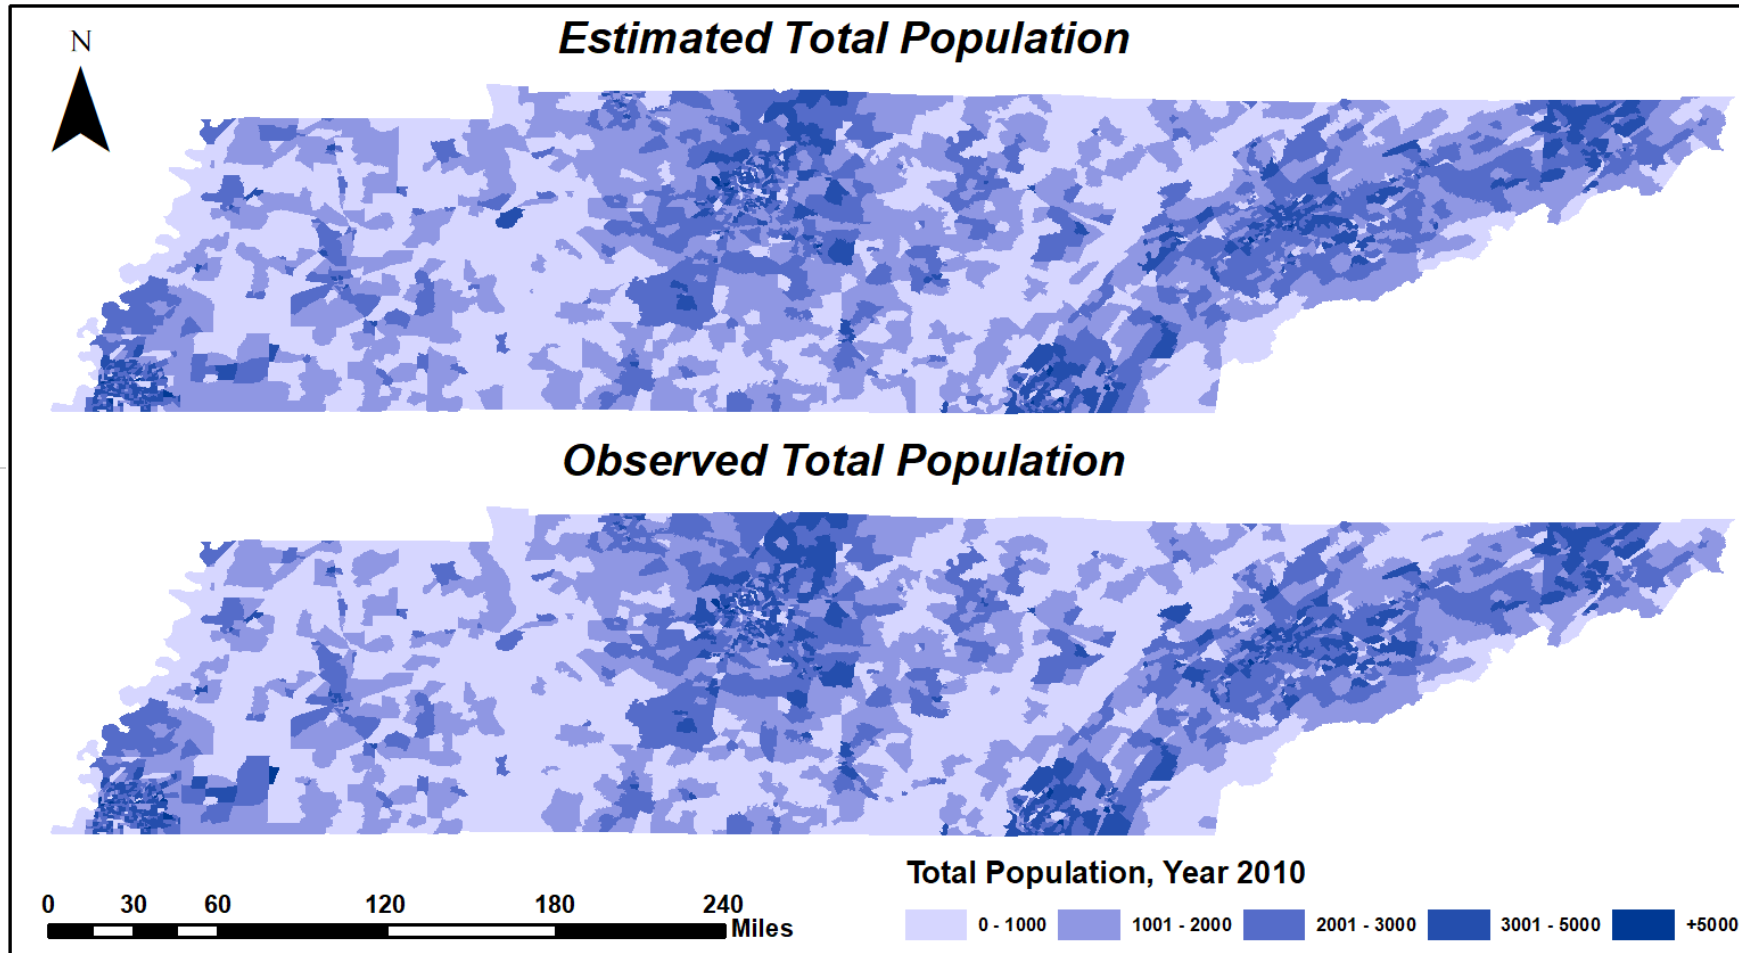 Estimated Total Population
N
Observed Total Population
Total Population, Year 2010
0 30 60 120 180 240
Miles
0 - 1000 1001 - 2000 2001 - 3000 3001 - 5000 +5000